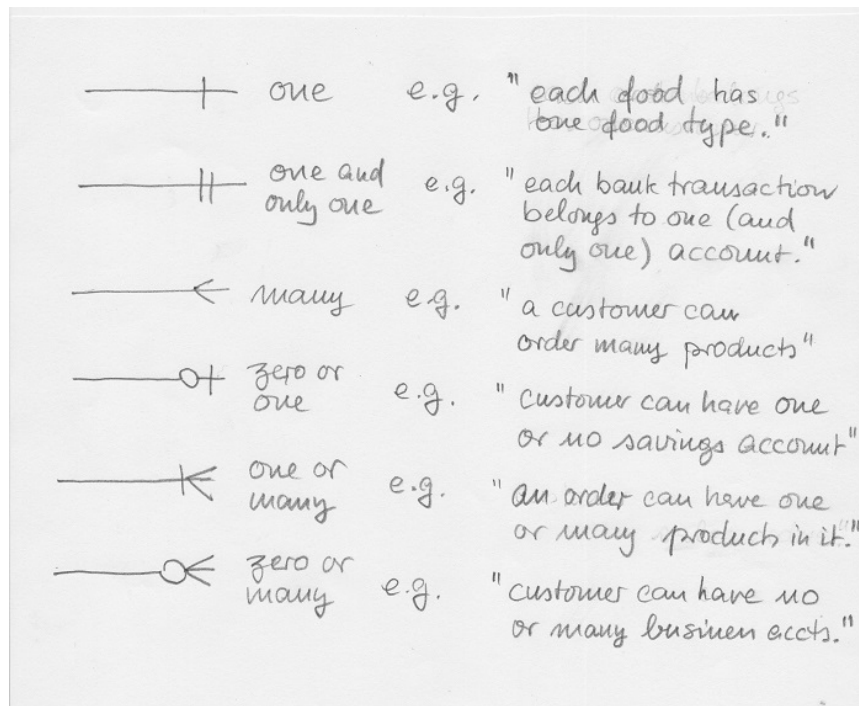 one e.g. "each food has
one food type."
one and
only one e.g. "each bank transaction
belongs to one (and
only one) account."
many e.g. "a customer can
order many products"
zero or
one e.g. "customer can have one
or no savings account"
one or
many e.g. "an order can have one
or many products in it."
zero or
many e.g. "customer can have no
or many business accts."